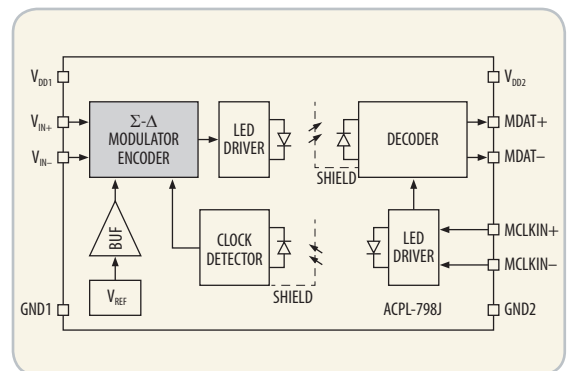 V_DD1
V_DD2
V_IN+
V_IN–
Σ-Δ
MODULATOR
ENCODER
LED
DRIVER
SHIELD
DECODER
MDAT+
MDAT–
BUF
V_REF
CLOCK
DETECTOR
SHIELD
LED
DRIVER
MCLKIN+
MCLKIN–
GND1
ACPL-798J
GND2